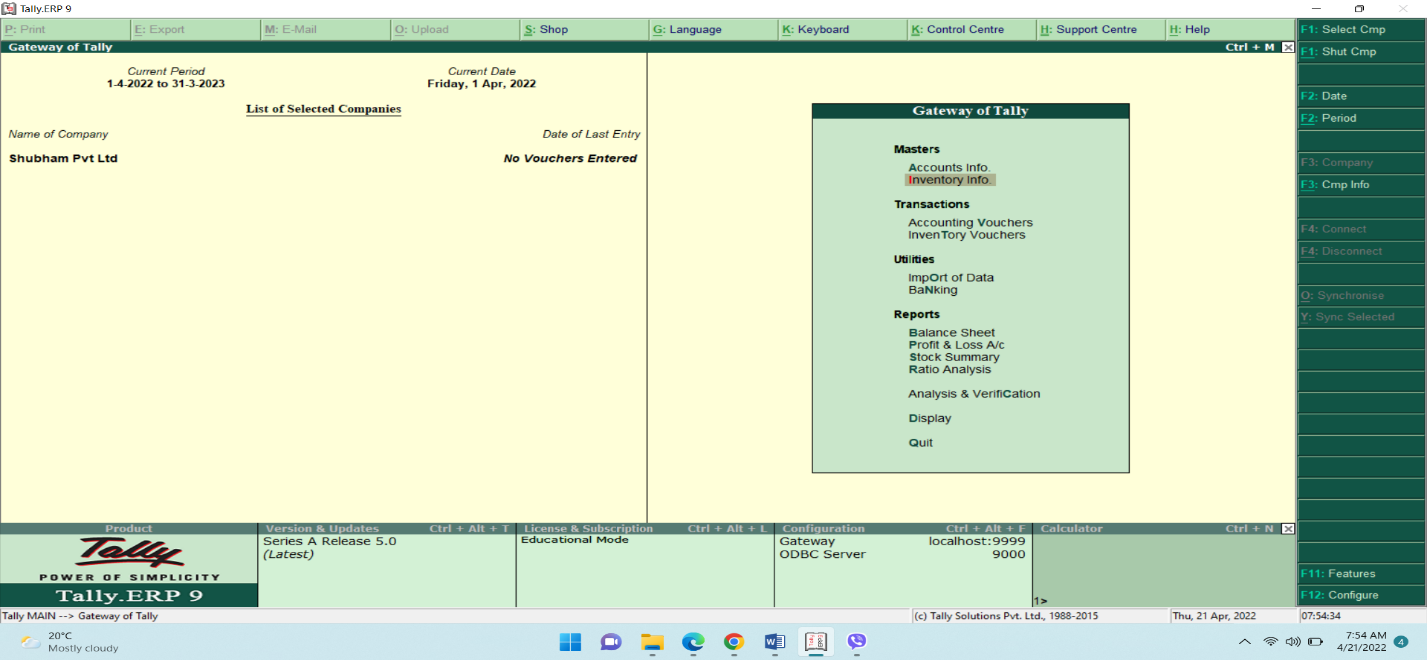 Tally.ERP 9
P: Print E: Export M: E-Mail O: Upload S: Shop G: Language K: Keyboard K: Control Centre H: Support Centre H: Help
Gateway of Tally Ctrl + M
Current Period Current Date
1-4-2022 to 31-3-2023 Friday, 1 Apr, 2022
List of Selected Companies
Name of Company Date of Last Entry
Shubham Pvt Ltd No Vouchers Entered
Gateway of Tally
Masters
Accounts Info.
Inventory Info.
Transactions
Accounting Vouchers
InvenTory Vouchers
Utilities
ImpOrt of Data
BaNking
Reports
Balance Sheet
Profit & Loss A/c
Stock Summary
Ratio Analysis
Analysis & VerifiCation
Display
Quit
F1: Select Cmp
F1: Shut Cmp
F2: Date
F2: Period
F3: Company
F3: Cmp Info
F4: Connect
F4: Disconnect
O: Synchronise
Y: Sync Selected
F11: Features
F12: Configure
Product
Tally
POWER OF SIMPLICITY
Tally.ERP 9
Version & Updates Ctrl + Alt + T
Series A Release 5.0
(Latest)
License & Subscription Ctrl + Alt + L
Educational Mode
Configuration Ctrl + Alt + F
Gateway localhost:9999
ODBC Server 9000
Calculator Ctrl + N
1>
Tally MAIN --> Gateway of Tally (c) Tally Solutions Pvt. Ltd., 1988-2015 Thu, 21 Apr, 2022 07:54:34
20°C
Mostly cloudy
7:54 AM
4/21/2022
4